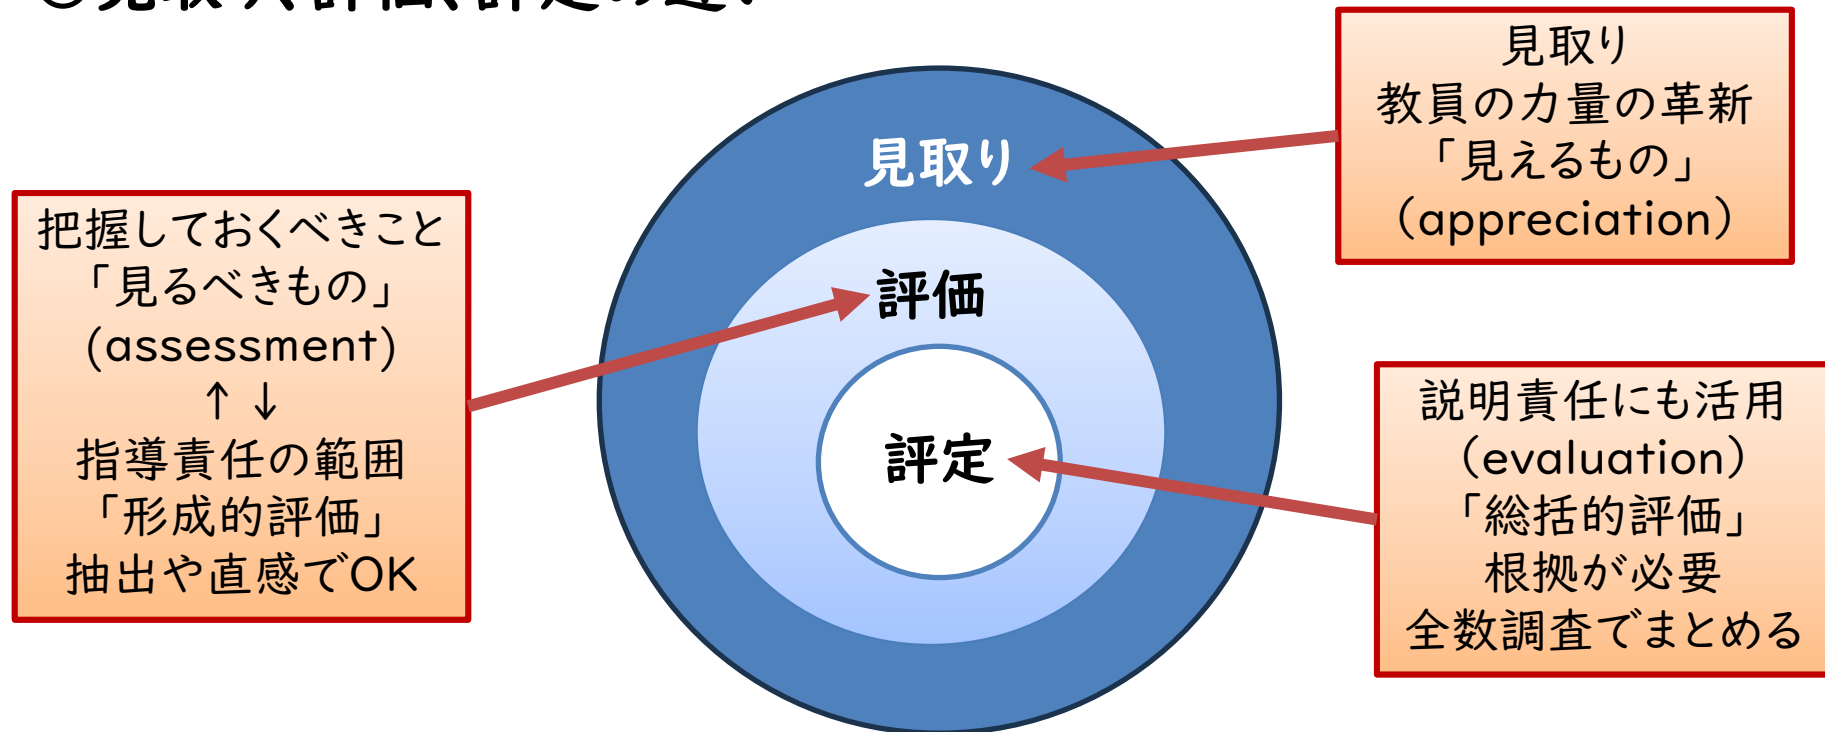 見取り
教員の力量の革新
「見えるもの」
（appreciation）
見取り
把握しておくべきこと
「見るべきもの」
(assessment)
↑ ↓
指導責任の範囲
「形成的評価」
抽出や直感でOK
評価
評定
説明責任にも活用
（evaluation）
「総括的評価」
根拠が必要
全数調査でまとめる